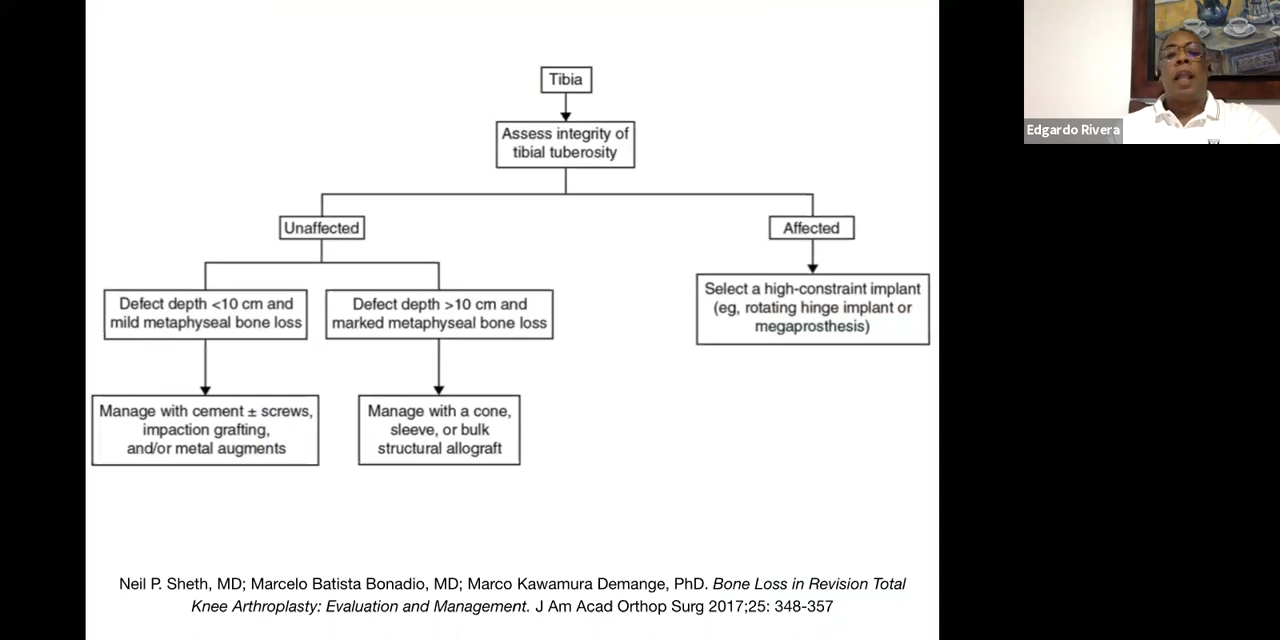 Tibia
Assess integrity of
tibial tuberosity
Unaffected
Affected
Defect depth <10 cm and
mild metaphyseal bone loss
Defect depth >10 cm and
marked metaphyseal bone loss
Select a high-constraint implant
(eg, rotating hinge implant or
megaprosthesis)
Manage with cement ± screws,
impaction grafting,
and/or metal augments
Manage with a cone,
sleeve, or bulk
structural allograft
Neil P. Sheth, MD; Marcelo Batista Bonadio, MD; Marco Kawamura Demange, PhD. Bone Loss in Revision Total
Knee Arthroplasty: Evaluation and Management. J Am Acad Orthop Surg 2017;25: 348-357
Edgardo Rivera